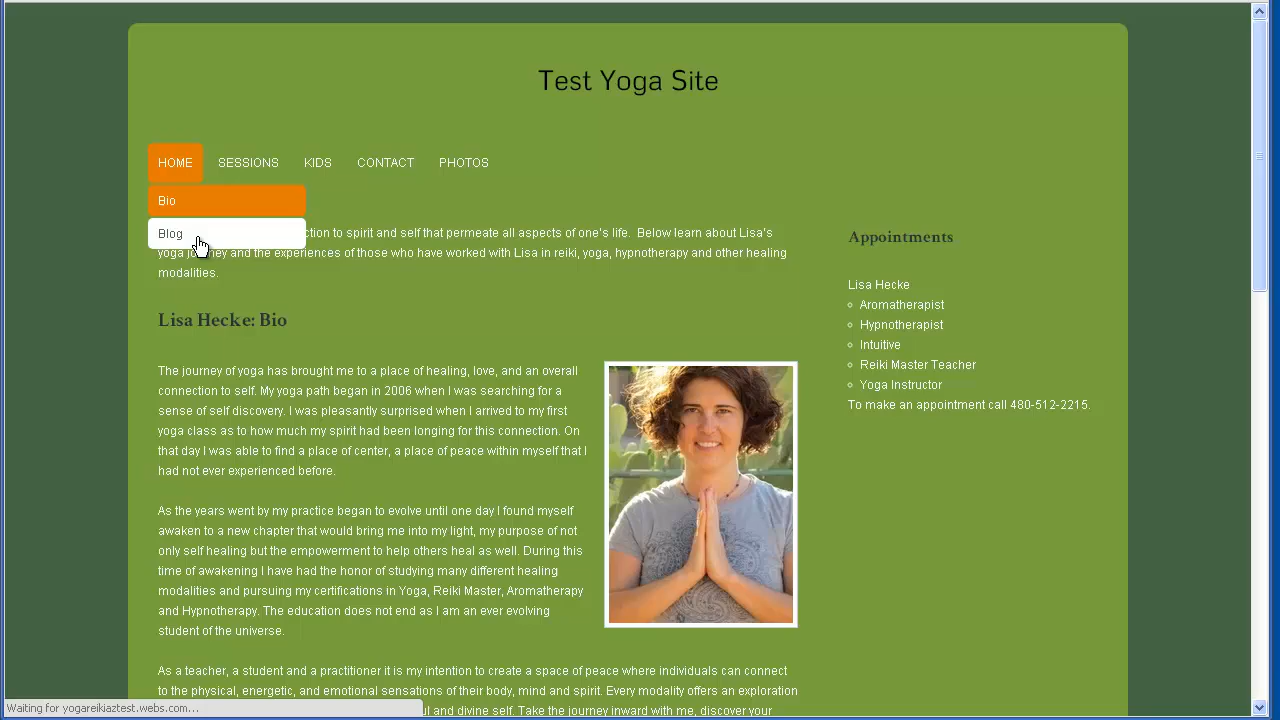 Test Yoga Site
HOME SESSIONS KIDS CONTACT PHOTOS
Bio
Blog
ction to spirit and self that permeate all aspects of one's life. Below learn about Lisa's
yoga journey and the experiences of those who have worked with Lisa in reiki, yoga, hypnotherapy and other healing
modalities.
Lisa Hecke: Bio
The journey of yoga has brought me to a place of healing, love, and an overall
connection to self. My yoga path began in 2006 when I was searching for a
sense of self discovery. I was pleasantly surprised when I arrived to my first
yoga class as to how much my spirit had been longing for this connection. On
that day I was able to find a place of center, a place of peace within myself that I
had not ever experienced before.
As the years went by my practice began to evolve until one day I found myself
awaken to a new chapter that would bring me into my light, my purpose of not
only self healing but the empowerment to help others heal as well. During this
time of awakening I have had the honor of studying many different healing
modalities and pursuing my certifications in Yoga, Reiki Master, Aromatherapy
and Hypnotherapy. The education does not end as I am an ever evolving
student of the universe.
As a teacher, a student and a practitioner it is my intention to create a space of peace where individuals can connect
to the physical, energetic, and emotional sensations of their body, mind and spirit. Every modality offers an exploration
ul and divine self. Take the journey inward with me, discover your
Appointments
Lisa Hecke
Aromatherapist
Hypnotherapist
Intuitive
Reiki Master Teacher
Yoga Instructor
To make an appointment call 480-512-2215.
Waiting for yogareikiaztest.webs.com...